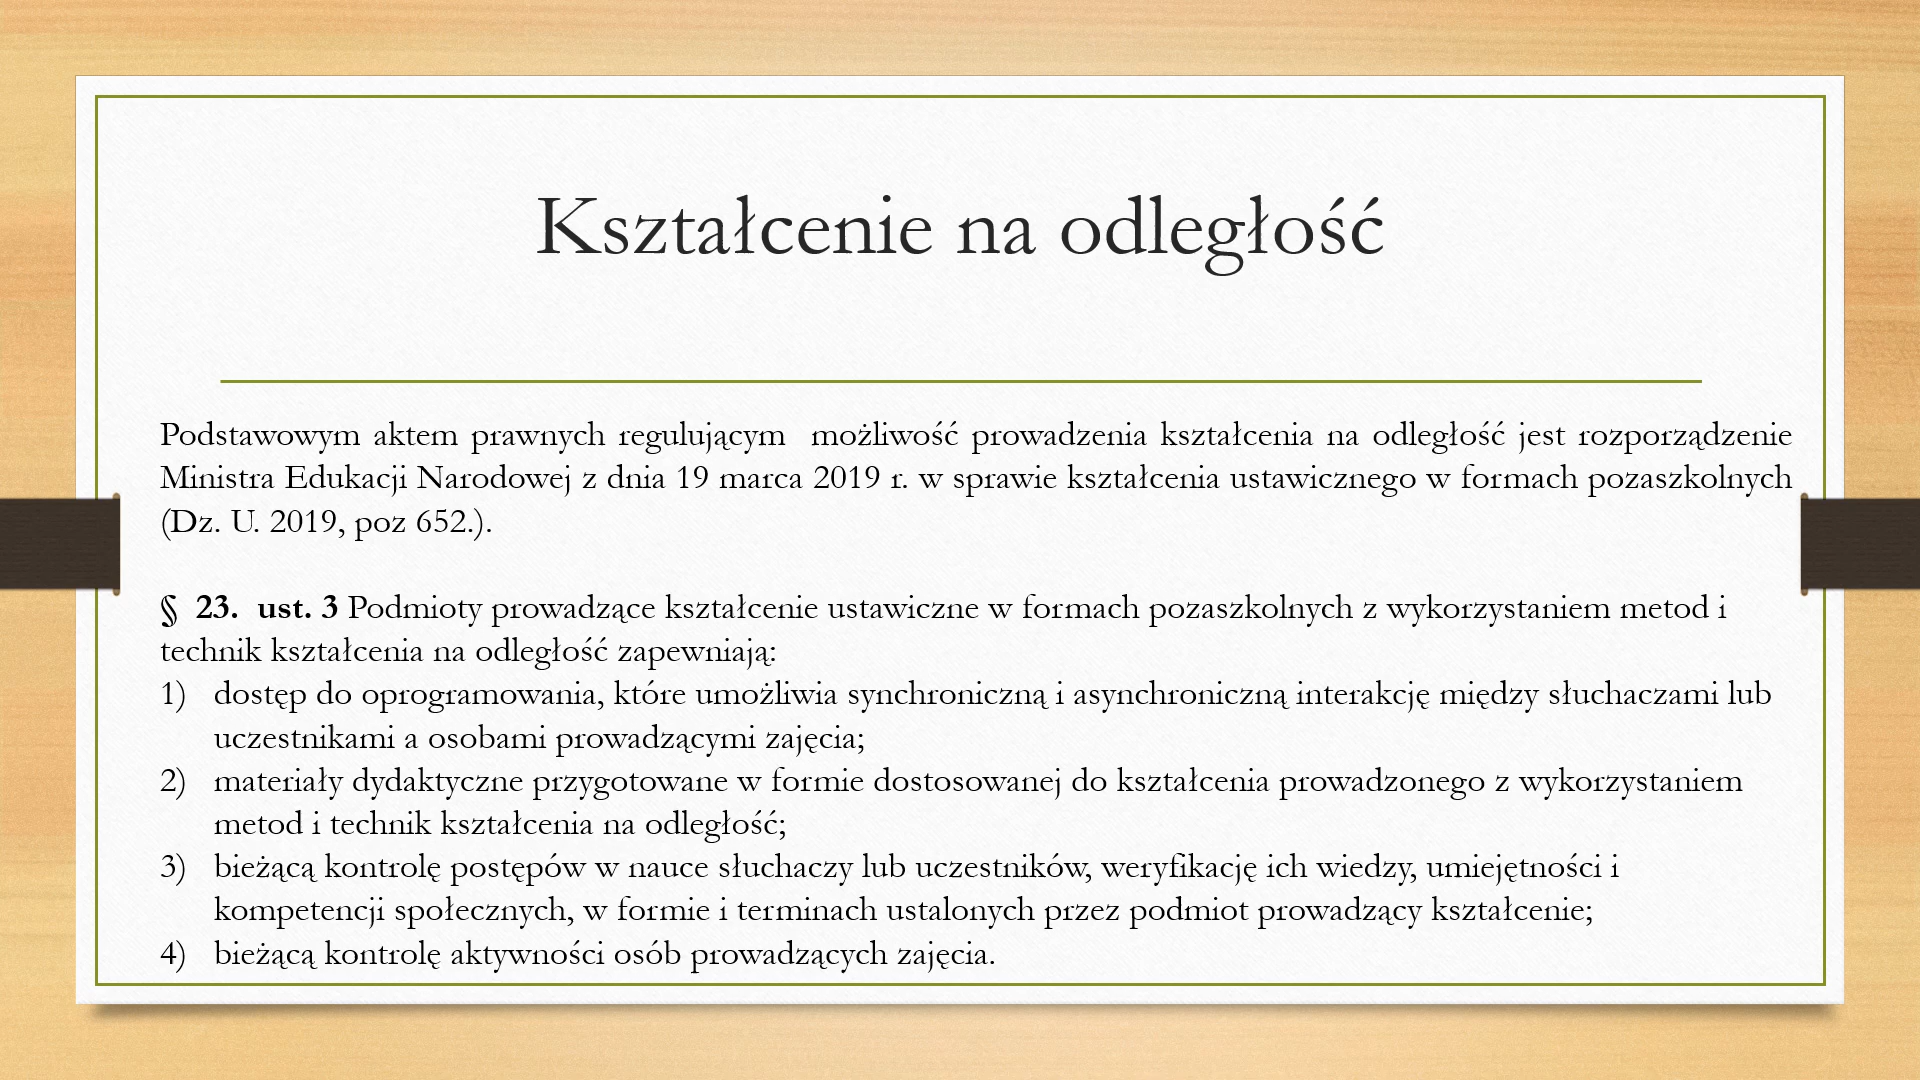 Kształcenie na odległość
Podstawowym aktem prawnych regulującym  możliwość prowadzenia kształcenia na odległość jest rozporządzenie
Ministra Edukacji Narodowej z dnia 19 marca 2019 r. w sprawie kształcenia ustawicznego w formach pozaszkolnych
(Dz. U. 2019, poz 652.).
§  23.  ust. 3 Podmioty prowadzące kształcenie ustawiczne w formach pozaszkolnych z wykorzystaniem metod i
technik kształcenia na odległość zapewniają:
1) dostęp do oprogramowania, które umożliwia synchroniczną i asynchroniczną interakcję między słuchaczami lub
uczestnikami a osobami prowadzącymi zajęcia;
2) materiały dydaktyczne przygotowane w formie dostosowanej do kształcenia prowadzonego z wykorzystaniem
metod i technik kształcenia na odległość;
3) bieżącą kontrolę postępów w nauce słuchaczy lub uczestników, weryfikację ich wiedzy, umiejętności i
kompetencji społecznych, w formie i terminach ustalonych przez podmiot prowadzący kształcenie;
4) bieżącą kontrolę aktywności osób prowadzących zajęcia.